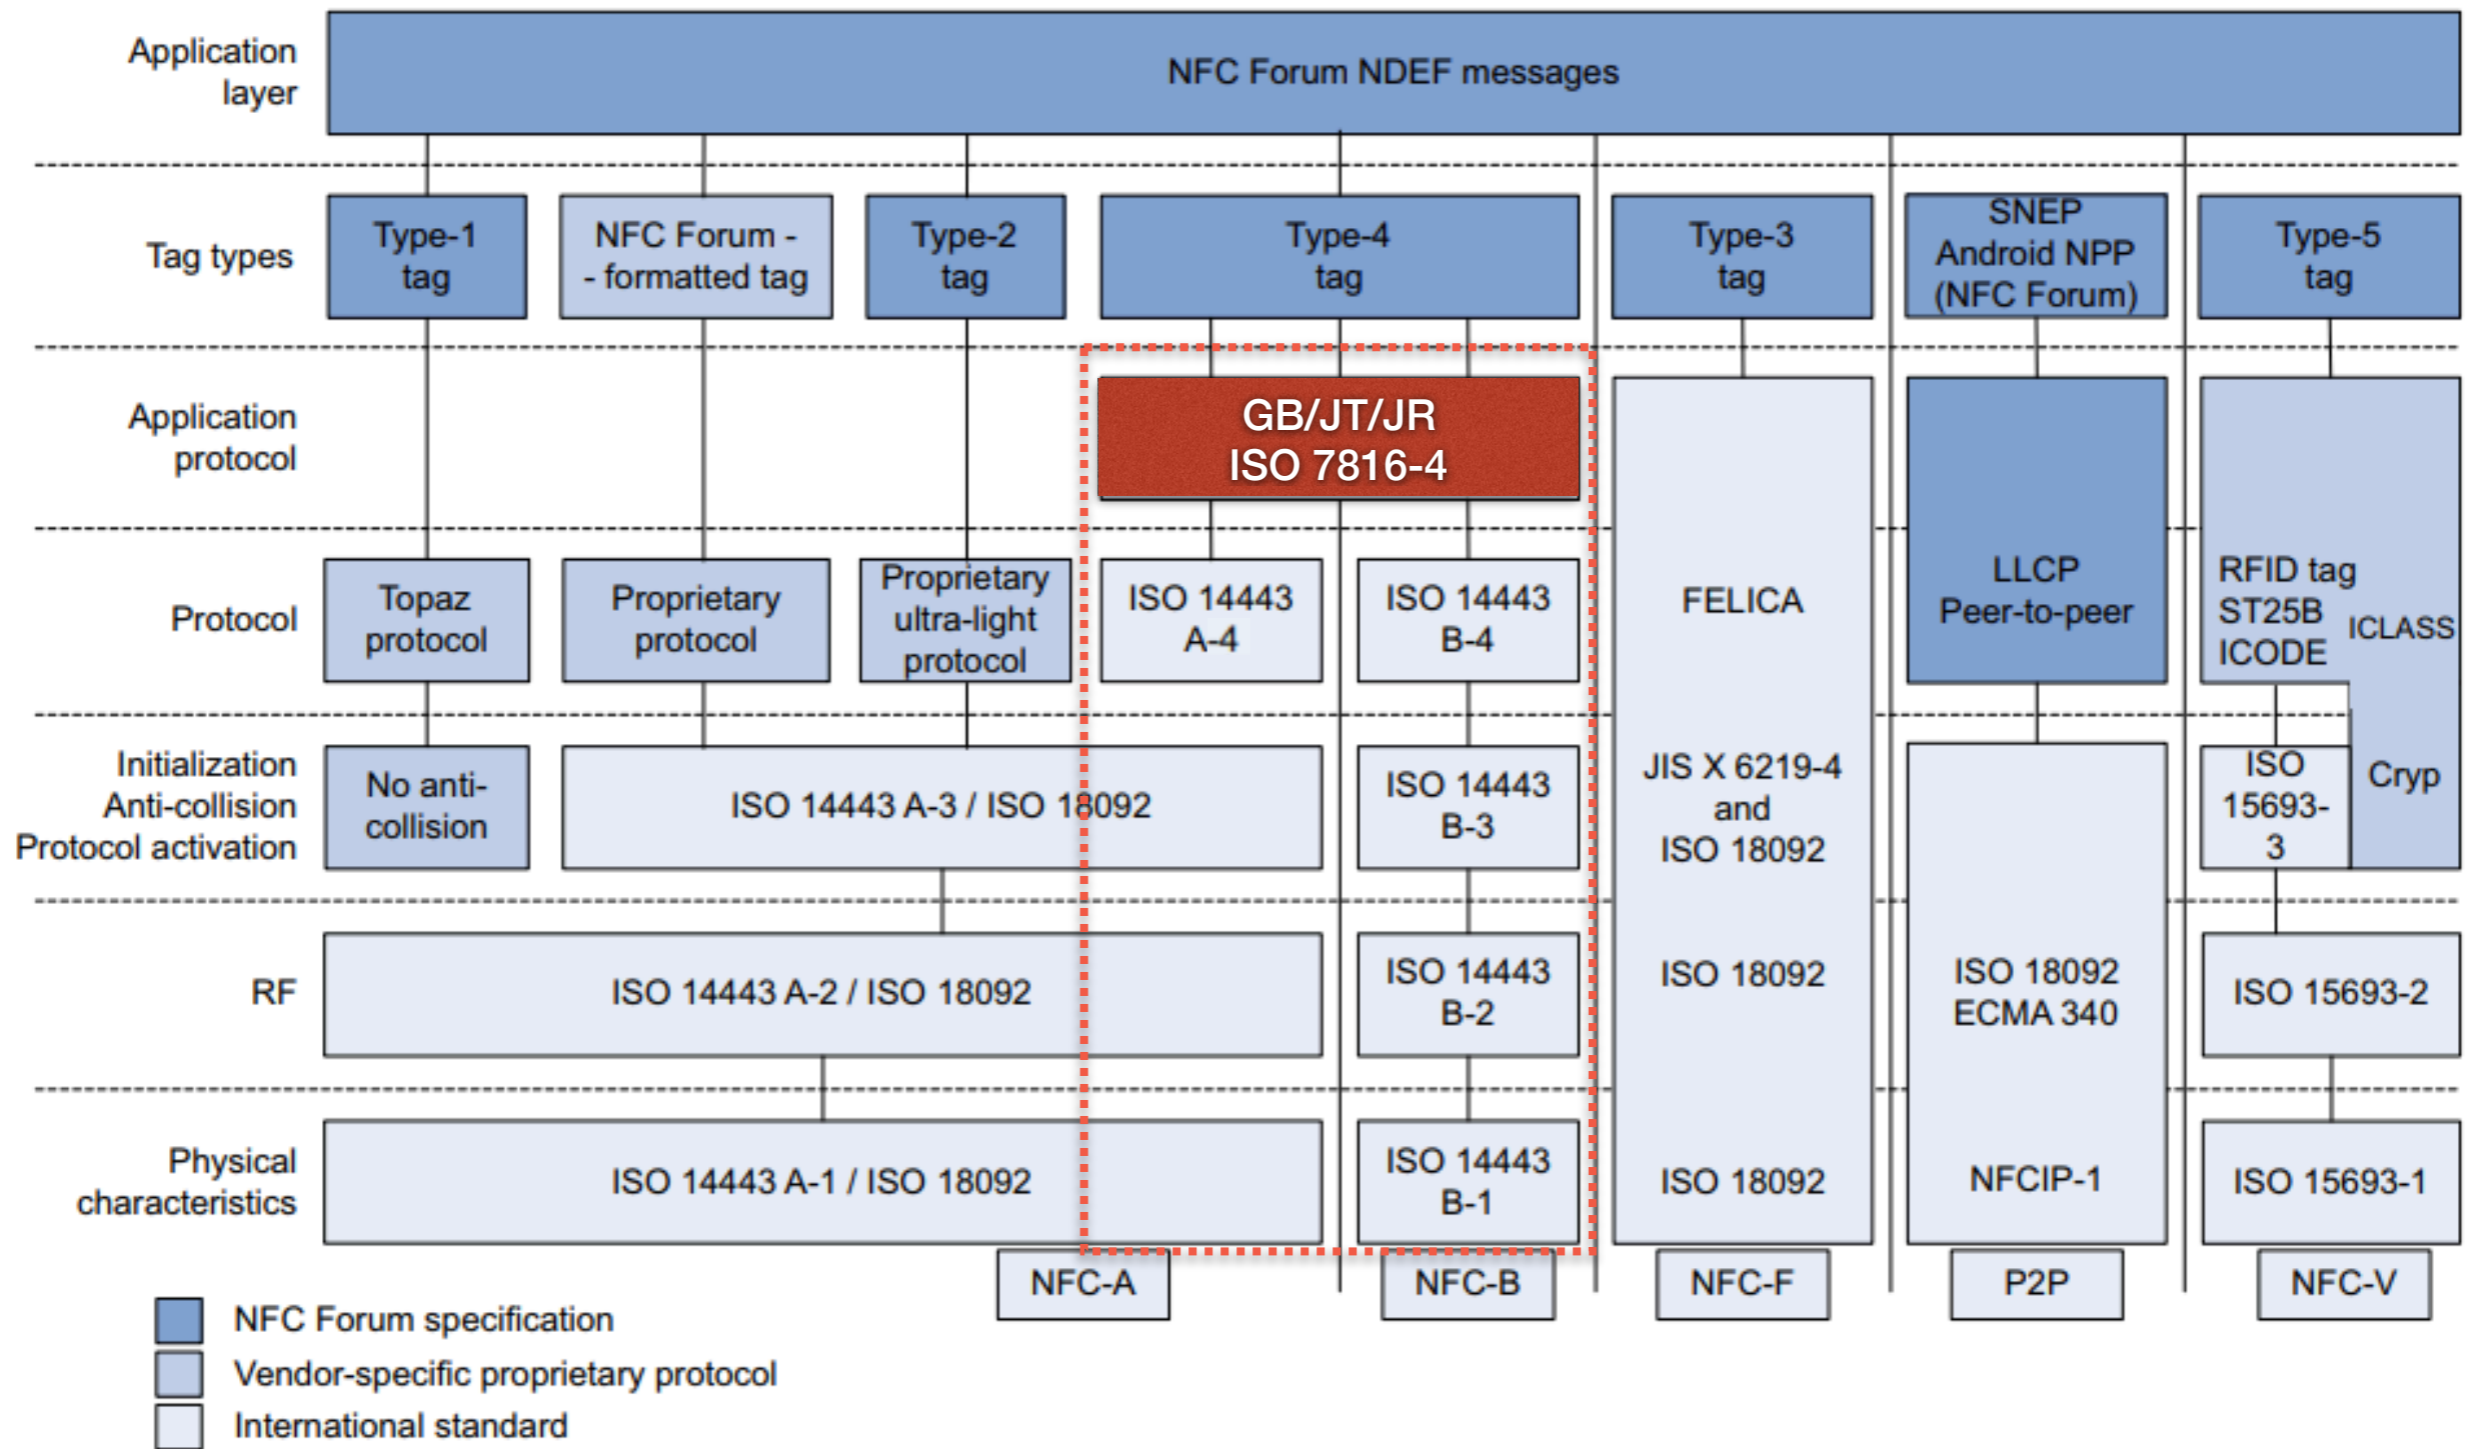 Application
layer
NFC Forum NDEF messages
Tag types
Type-1
tag
NFC Forum -
- formatted tag
Type-2
tag
Type-4
tag
Type-3
tag
SNEP
Android NPP
(NFC Forum)
Type-5
tag
Application
protocol
GB/JT/JR
ISO 7816-4
Protocol
Topaz
protocol
Proprietary
protocol
Proprietary
ultra-light
protocol
ISO 14443
A-4
ISO 14443
B-4
FELICA
LLCP
Peer-to-peer
RFID tag
ST25B
ICODE
ICLASS
Initialization
Anti-collision
Protocol activation
No anti-
collision
ISO 14443 A-3 / ISO 18092
ISO 14443
B-3
JIS X 6219-4
and
ISO 18092
ISO
15693-
3
Cryp
RF
ISO 14443 A-2 / ISO 18092
ISO 14443
B-2
ISO 18092
ISO 18092
ECMA 340
ISO 15693-2
Physical
characteristics
ISO 14443 A-1 / ISO 18092
ISO 14443
B-1
ISO 18092
NFCIP-1
ISO 15693-1
NFC-A
NFC-B
NFC-F
P2P
NFC-V
NFC Forum specification
Vendor-specific proprietary protocol
International standard